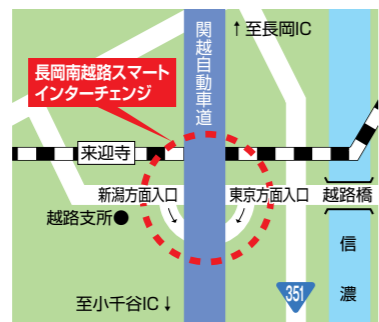 関越自動車道
↑至長岡IC
長岡南越路スマート
インターチェンジ
来迎寺
新潟方面入口
東京方面入口
越路橋
越路支所●
信濃
351
至小千谷IC↓